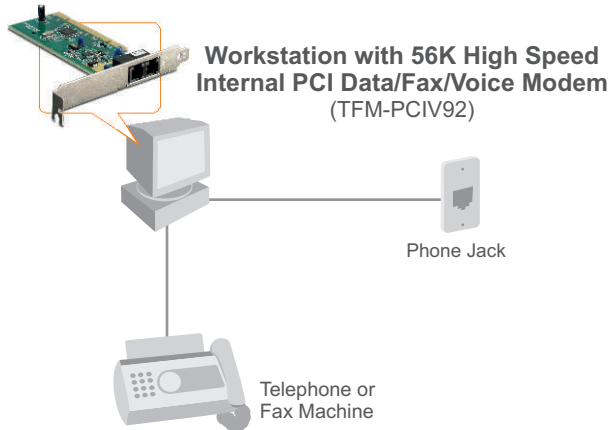 Workstation with 56K High Speed
Internal PCI Data/Fax/Voice Modem
(TFM-PCIV92)
Phone Jack
Telephone or
Fax Machine